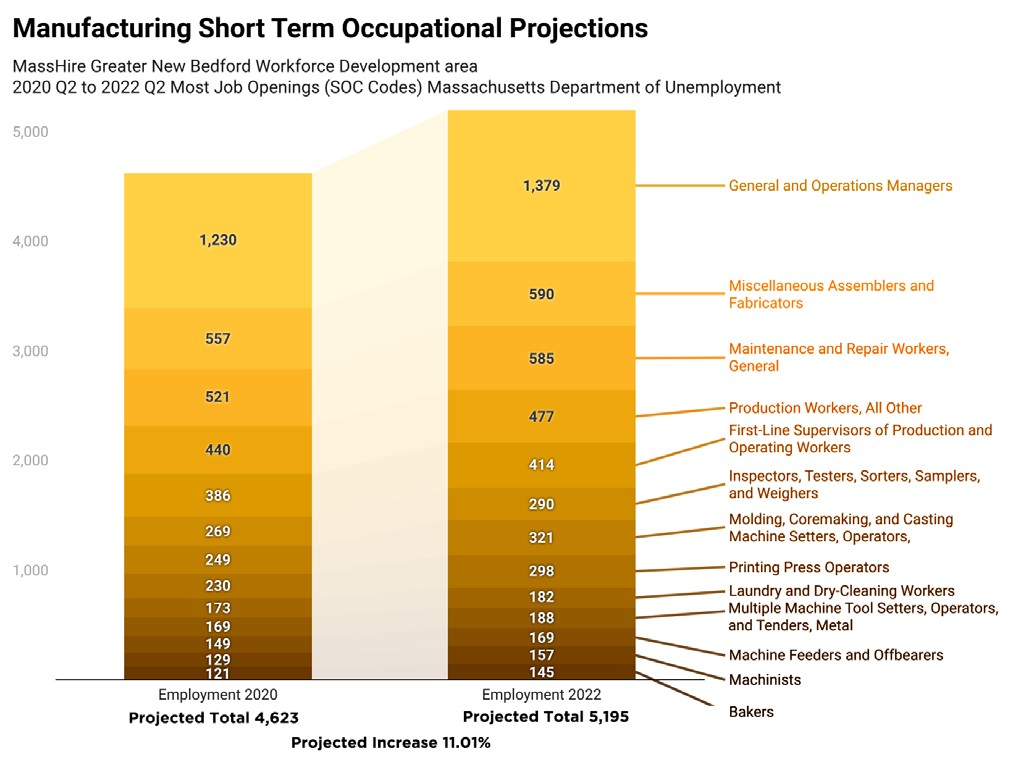 Manufacturing Short Term Occupational Projections
MassHire Greater New Bedford Workforce Development area
2020 Q2 to 2022 Q2 Most Job Openings (SOC Codes) Massachusetts Department of Unemployment
5,000
4,000
3,000
2,000
1,000
1,230
557
521
440
386
269
249
230
173
169
149
129
121
1,379
590
585
477
414
290
321
298
182
188
169
157
145
General and Operations Managers
Miscellaneous Assemblers and
Fabricators
Maintenance and Repair Workers,
General
Production Workers, All Other
First-Line Supervisors of Production and
Operating Workers
Inspectors, Testers, Sorters, Samplers,
and Weighers
Molding, Coremaking, and Casting
Machine Setters, Operators,
Printing Press Operators
Laundry and Dry-Cleaning Workers
Multiple Machine Tool Setters, Operators,
and Tenders, Metal
Machine Feeders and Offbearers
Machinists
Bakers
Employment 2020
Projected Total 4,623
Employment 2022
Projected Total 5,195
Projected Increase 11.01%